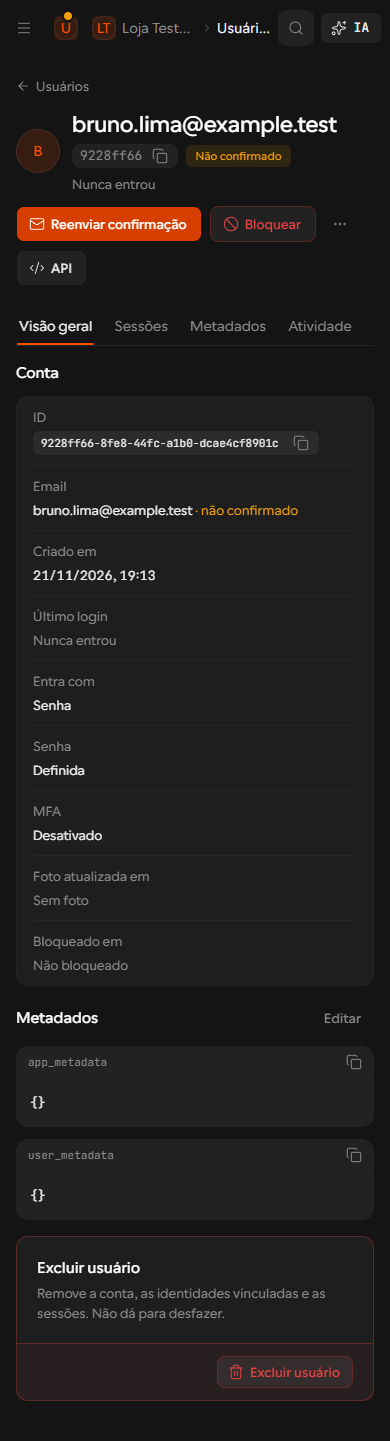 U LT Loja Test... > Usuári... IA
← Usuários
B
bruno.lima@example.test
9228ff66 Não confirmado
Nunca entrou
Reenviar confirmação Bloquear ...
</> API
Visão geral Sessões Metadados Atividade
Conta
ID
9228ff66-8fe8-44fc-a1b0-dcae4cf8901c
Email
bruno.lima@example.test · não confirmado
Criado em
21/11/2026, 19:13
Último login
Nunca entrou
Entra com
Senha
Senha
Definida
MFA
Desativado
Foto atualizada em
Sem foto
Bloqueado em
Não bloqueado
Metadados Editar
app_metadata
{}
user_metadata
{}
Excluir usuário
Remove a conta, as identidades vinculadas e as
sessões. Não dá para desfazer.
Excluir usuário